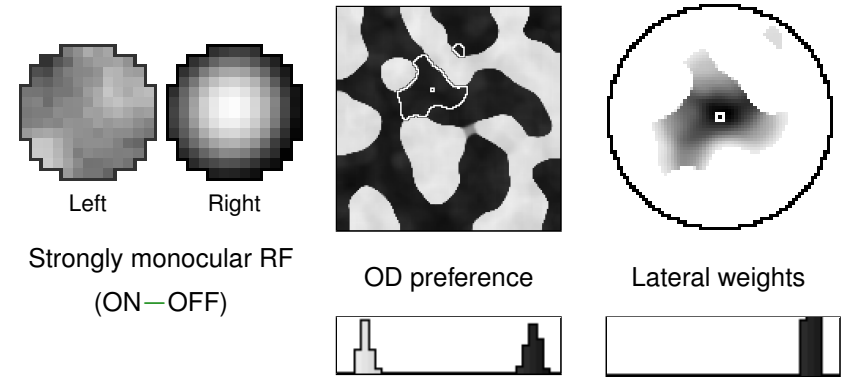 Left Right
Strongly monocular RF
(ON—OFF)
OD preference
Lateral weights